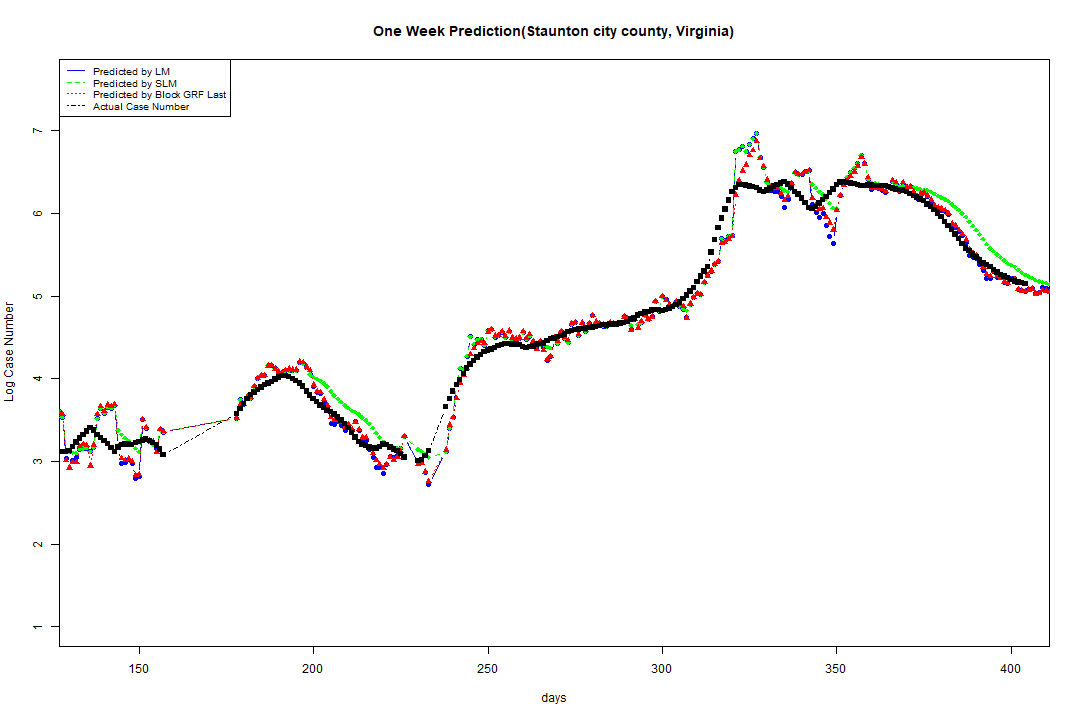 One Week Prediction(Staunton city county, Virginia)
Predicted by LM
Predicted by SLM
Predicted by Block GRF Last
Actual Case Number
7
6
5
4
3
2
1
Log Case Number
150 200 250 300 350 400
days